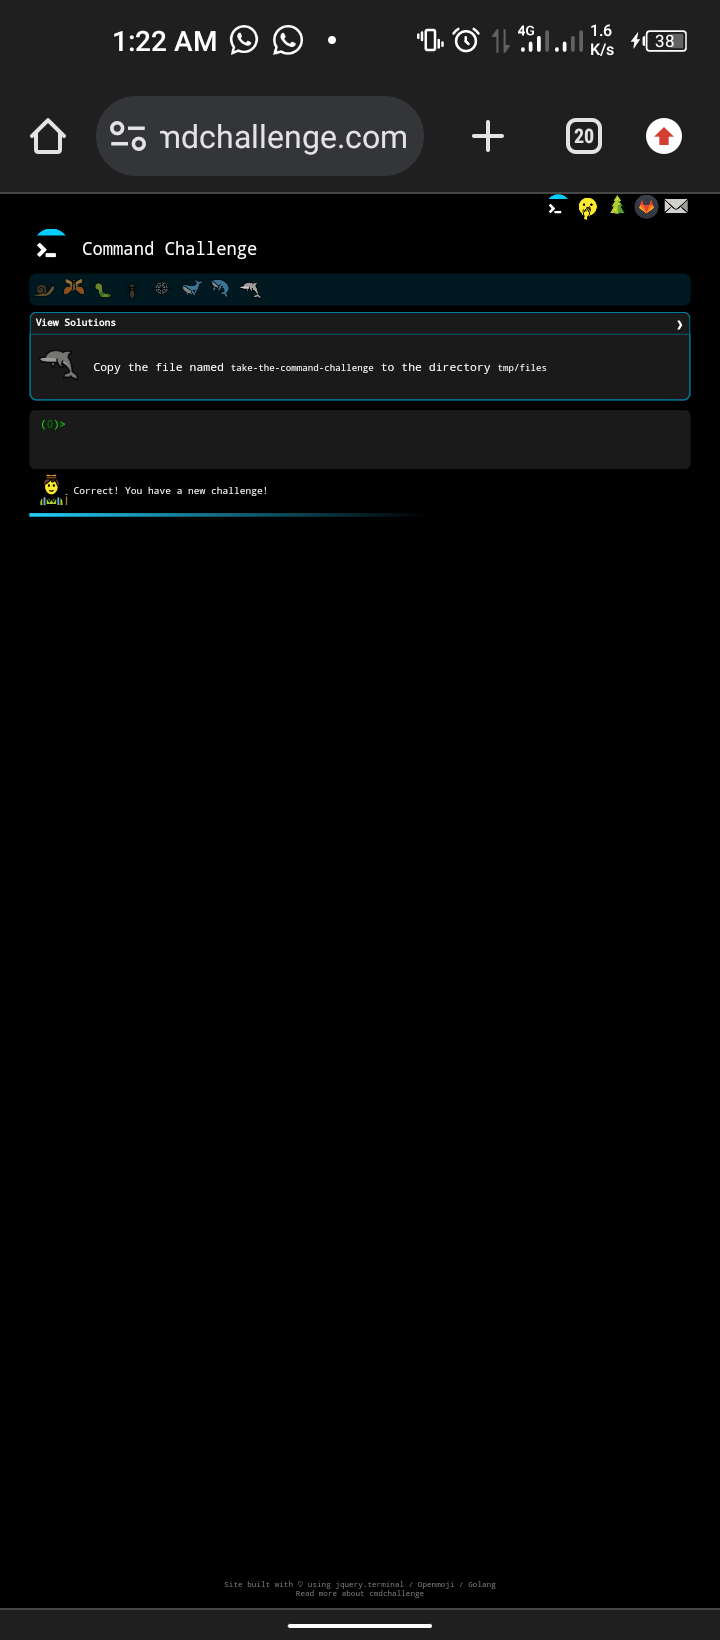 1:22 AM 4G 1.6 K/s 38
mdchallenge.com 20
Command Challenge
View Solutions
Copy the file named take-the-command-challenge to the directory tmp/files
(0)>
Correct! You have a new challenge!
Site built with ♡ using jquery.terminal / Openmoji / Golang
Read more about cmdchallenge